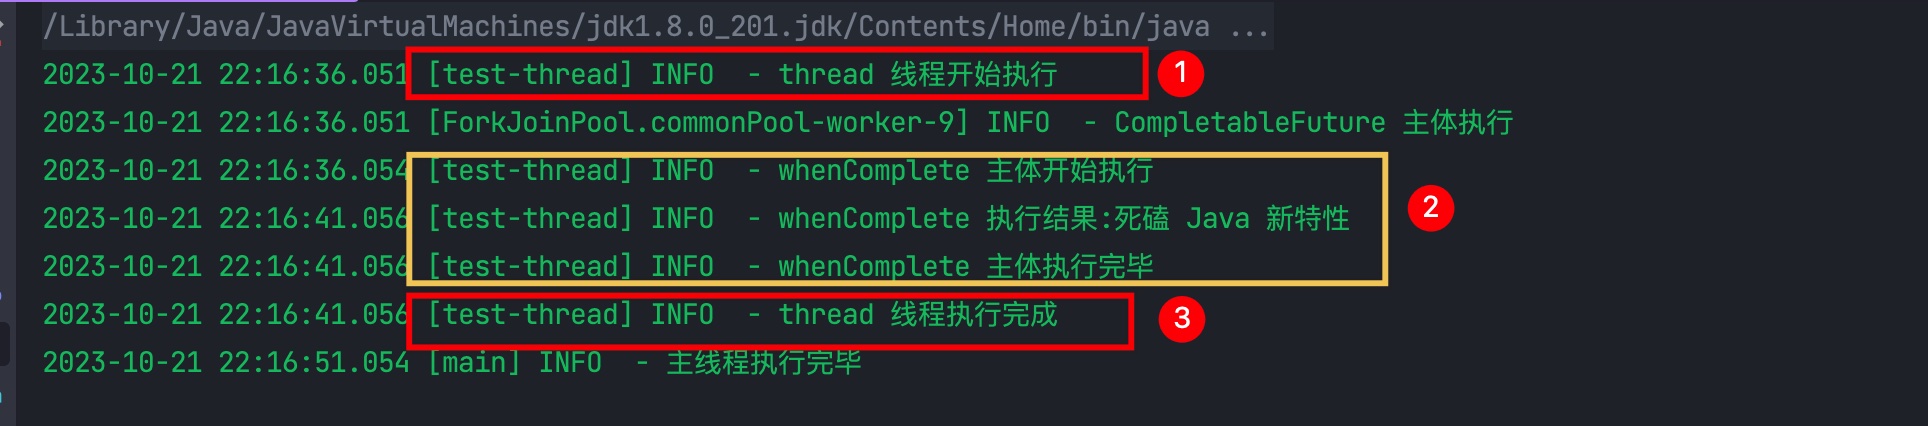 /Library/Java/JavaVirtualMachines/jdk1.8.0_201.jdk/Contents/Home/bin/java ...
2023-10-21 22:16:36.051 [test-thread] INFO  - thread 线程开始执行 1
2023-10-21 22:16:36.051 [ForkJoinPool.commonPool-worker-9] INFO  - CompletableFuture 主体执行
2023-10-21 22:16:36.054 [test-thread] INFO  - whenComplete 主体开始执行
2023-10-21 22:16:41.056 [test-thread] INFO  - whenComplete 执行结果:死磕 Java 新特性 2
2023-10-21 22:16:41.056 [test-thread] INFO  - whenComplete 主体执行完毕
2023-10-21 22:16:41.056 [test-thread] INFO  - thread 线程执行完成 3
2023-10-21 22:16:51.054 [main] INFO  - 主线程执行完毕